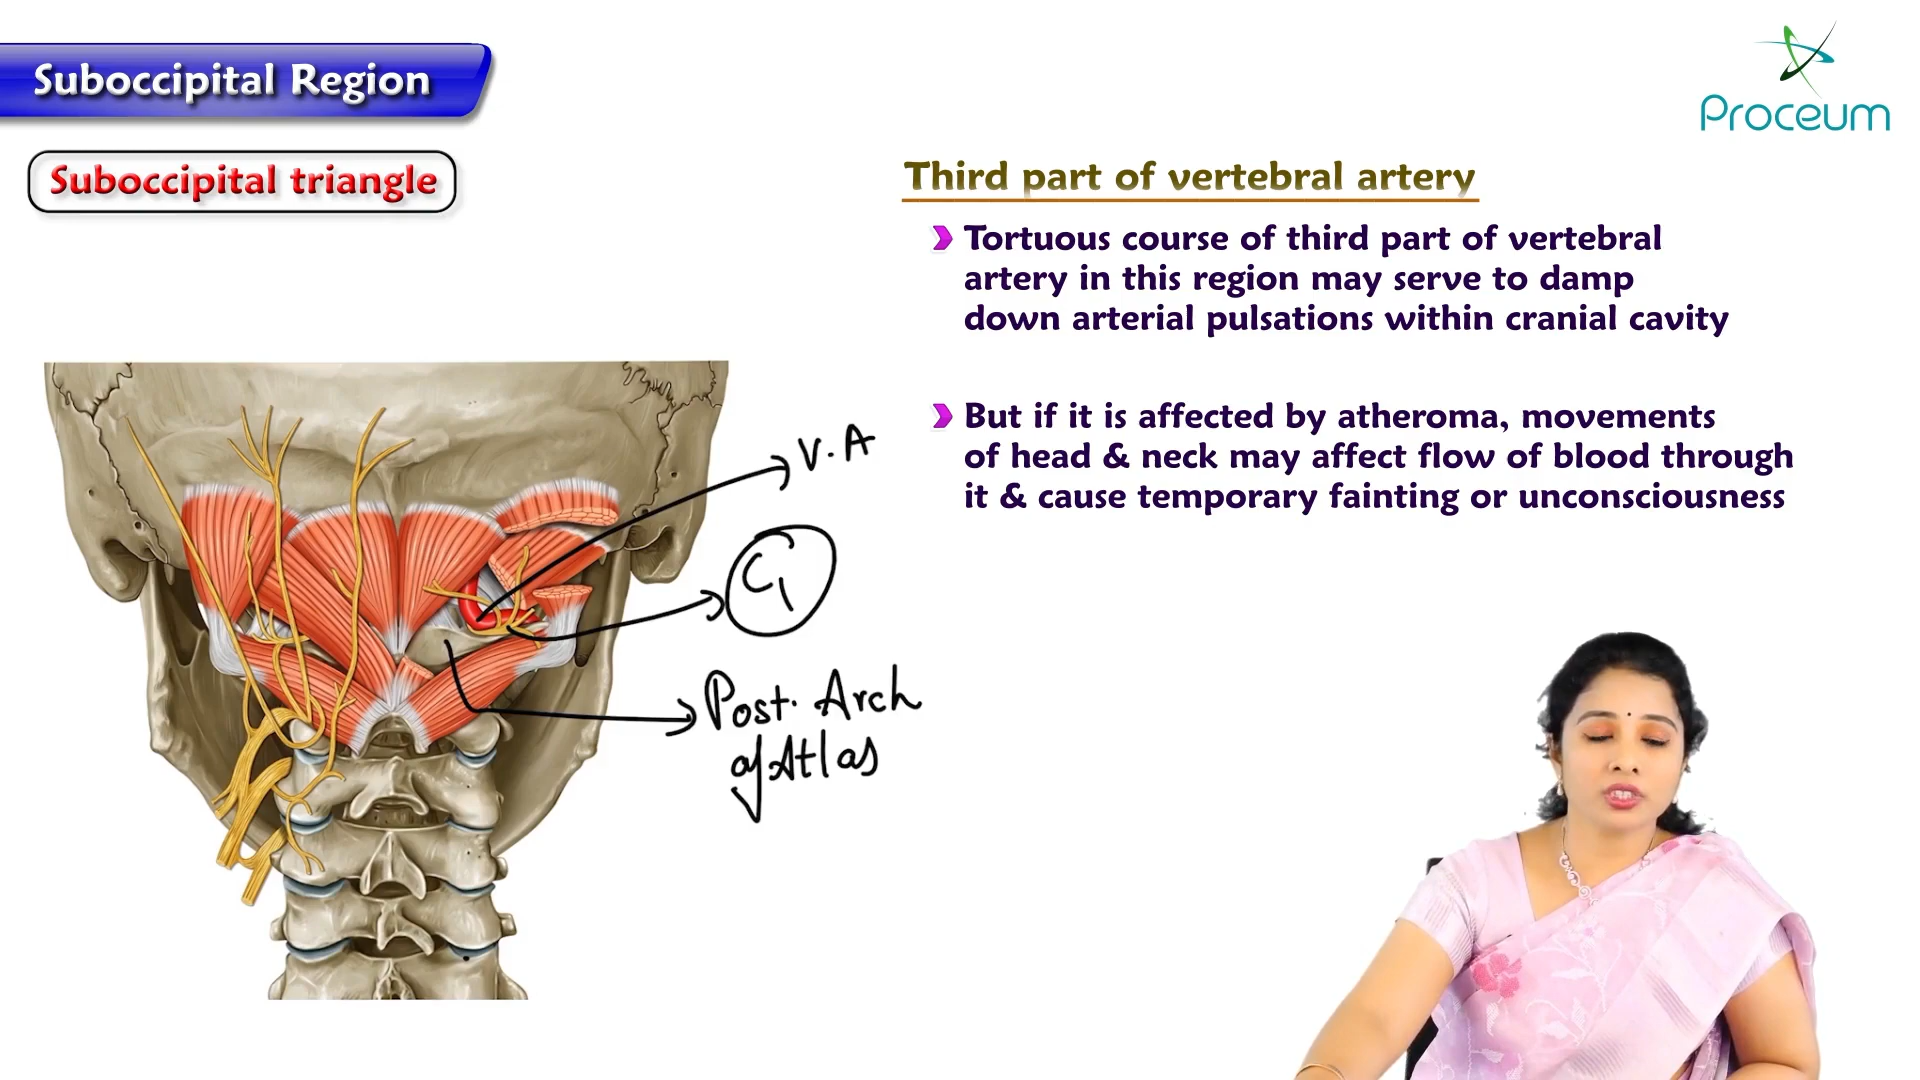 Suboccipital Region
Proceum
Suboccipital triangle
Third part of vertebral artery
Tortuous course of third part of vertebral
artery in this region may serve to damp
down arterial pulsations within cranial cavity
But if it is affected by atheroma, movements
of head & neck may affect flow of blood through
it & cause temporary fainting or unconsciousness
V.A
C1
Post. Arch
of Atlas